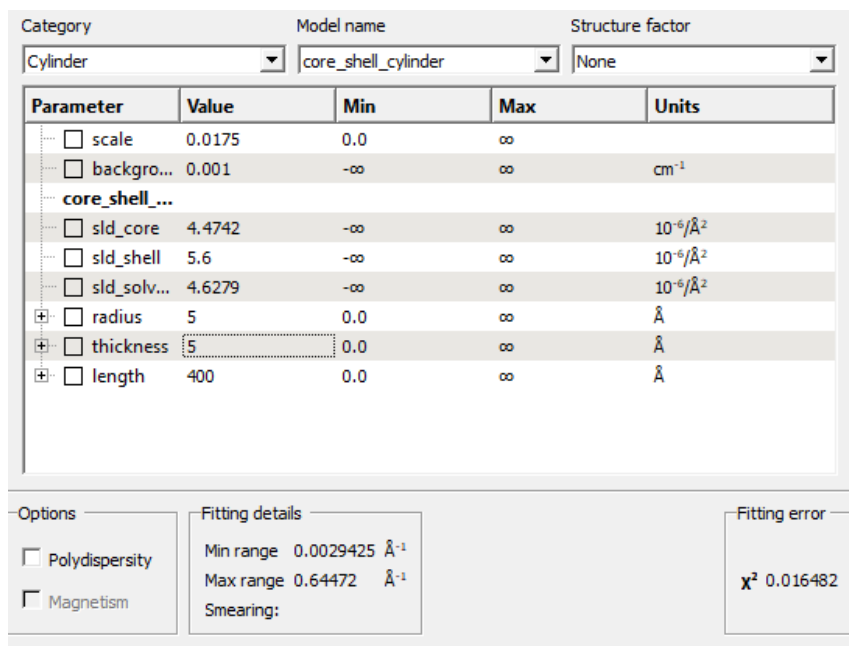 Category Model name Structure factor
Cylinder core_shell_cylinder None
Parameter Value Min Max Units
scale 0.0175 0.0 ∞
backgro... 0.001 -∞ ∞ cm⁻¹
core_shell_...
sld_core 4.4742 -∞ ∞ 10⁻⁶/Å²
sld_shell 5.6 -∞ ∞ 10⁻⁶/Å²
sld_solv... 4.6279 -∞ ∞ 10⁻⁶/Å²
radius 5 0.0 ∞ Å
thickness 5 0.0 ∞ Å
length 400 0.0 ∞ Å
Options Fitting details Fitting error
Polydispersity Min range 0.0029425 Å⁻¹
Max range 0.64472 Å⁻¹ χ² 0.016482
Magnetism Smearing: